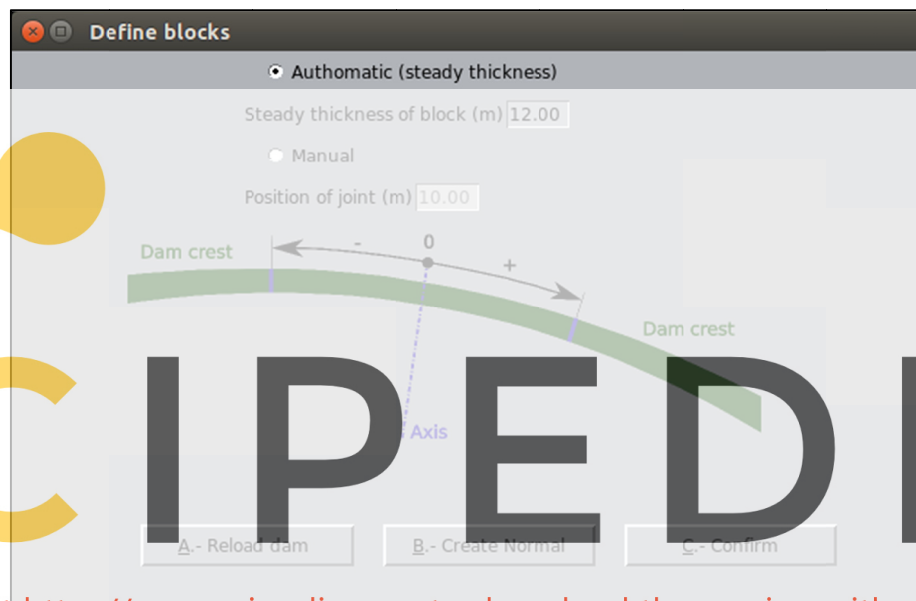 Define blocks
Authomatic (steady thickness)
Steady thickness of block (m) 12.00
Manual
Position of joint (m) 10.00
- 0 +
Dam crest
Dam crest
CIPEDI
Axis
A.- Reload dam B.- Create Normal C.- Confirm